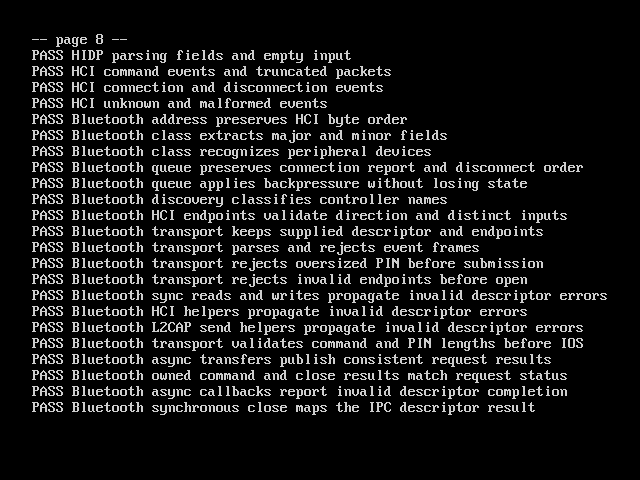 -- page 8 --
PASS HIDP parsing fields and empty input
PASS HCI command events and truncated packets
PASS HCI connection and disconnection events
PASS HCI unknown and malformed events
PASS Bluetooth address preserves HCI byte order
PASS Bluetooth class extracts major and minor fields
PASS Bluetooth class recognizes peripheral devices
PASS Bluetooth queue preserves connection report and disconnect order
PASS Bluetooth queue applies backpressure without losing state
PASS Bluetooth discovery classifies controller names
PASS Bluetooth HCI endpoints validate direction and distinct inputs
PASS Bluetooth transport keeps supplied descriptor and endpoints
PASS Bluetooth transport parses and rejects event frames
PASS Bluetooth transport rejects oversized PIN before submission
PASS Bluetooth transport rejects invalid endpoints before open
PASS Bluetooth sync reads and writes propagate invalid descriptor errors
PASS Bluetooth HCI helpers propagate invalid descriptor errors
PASS Bluetooth L2CAP send helpers propagate invalid descriptor errors
PASS Bluetooth transport validates command and PIN lengths before IOS
PASS Bluetooth async transfers publish consistent request results
PASS Bluetooth owned command and close results match request status
PASS Bluetooth async callbacks report invalid descriptor completion
PASS Bluetooth synchronous close maps the IPC descriptor result